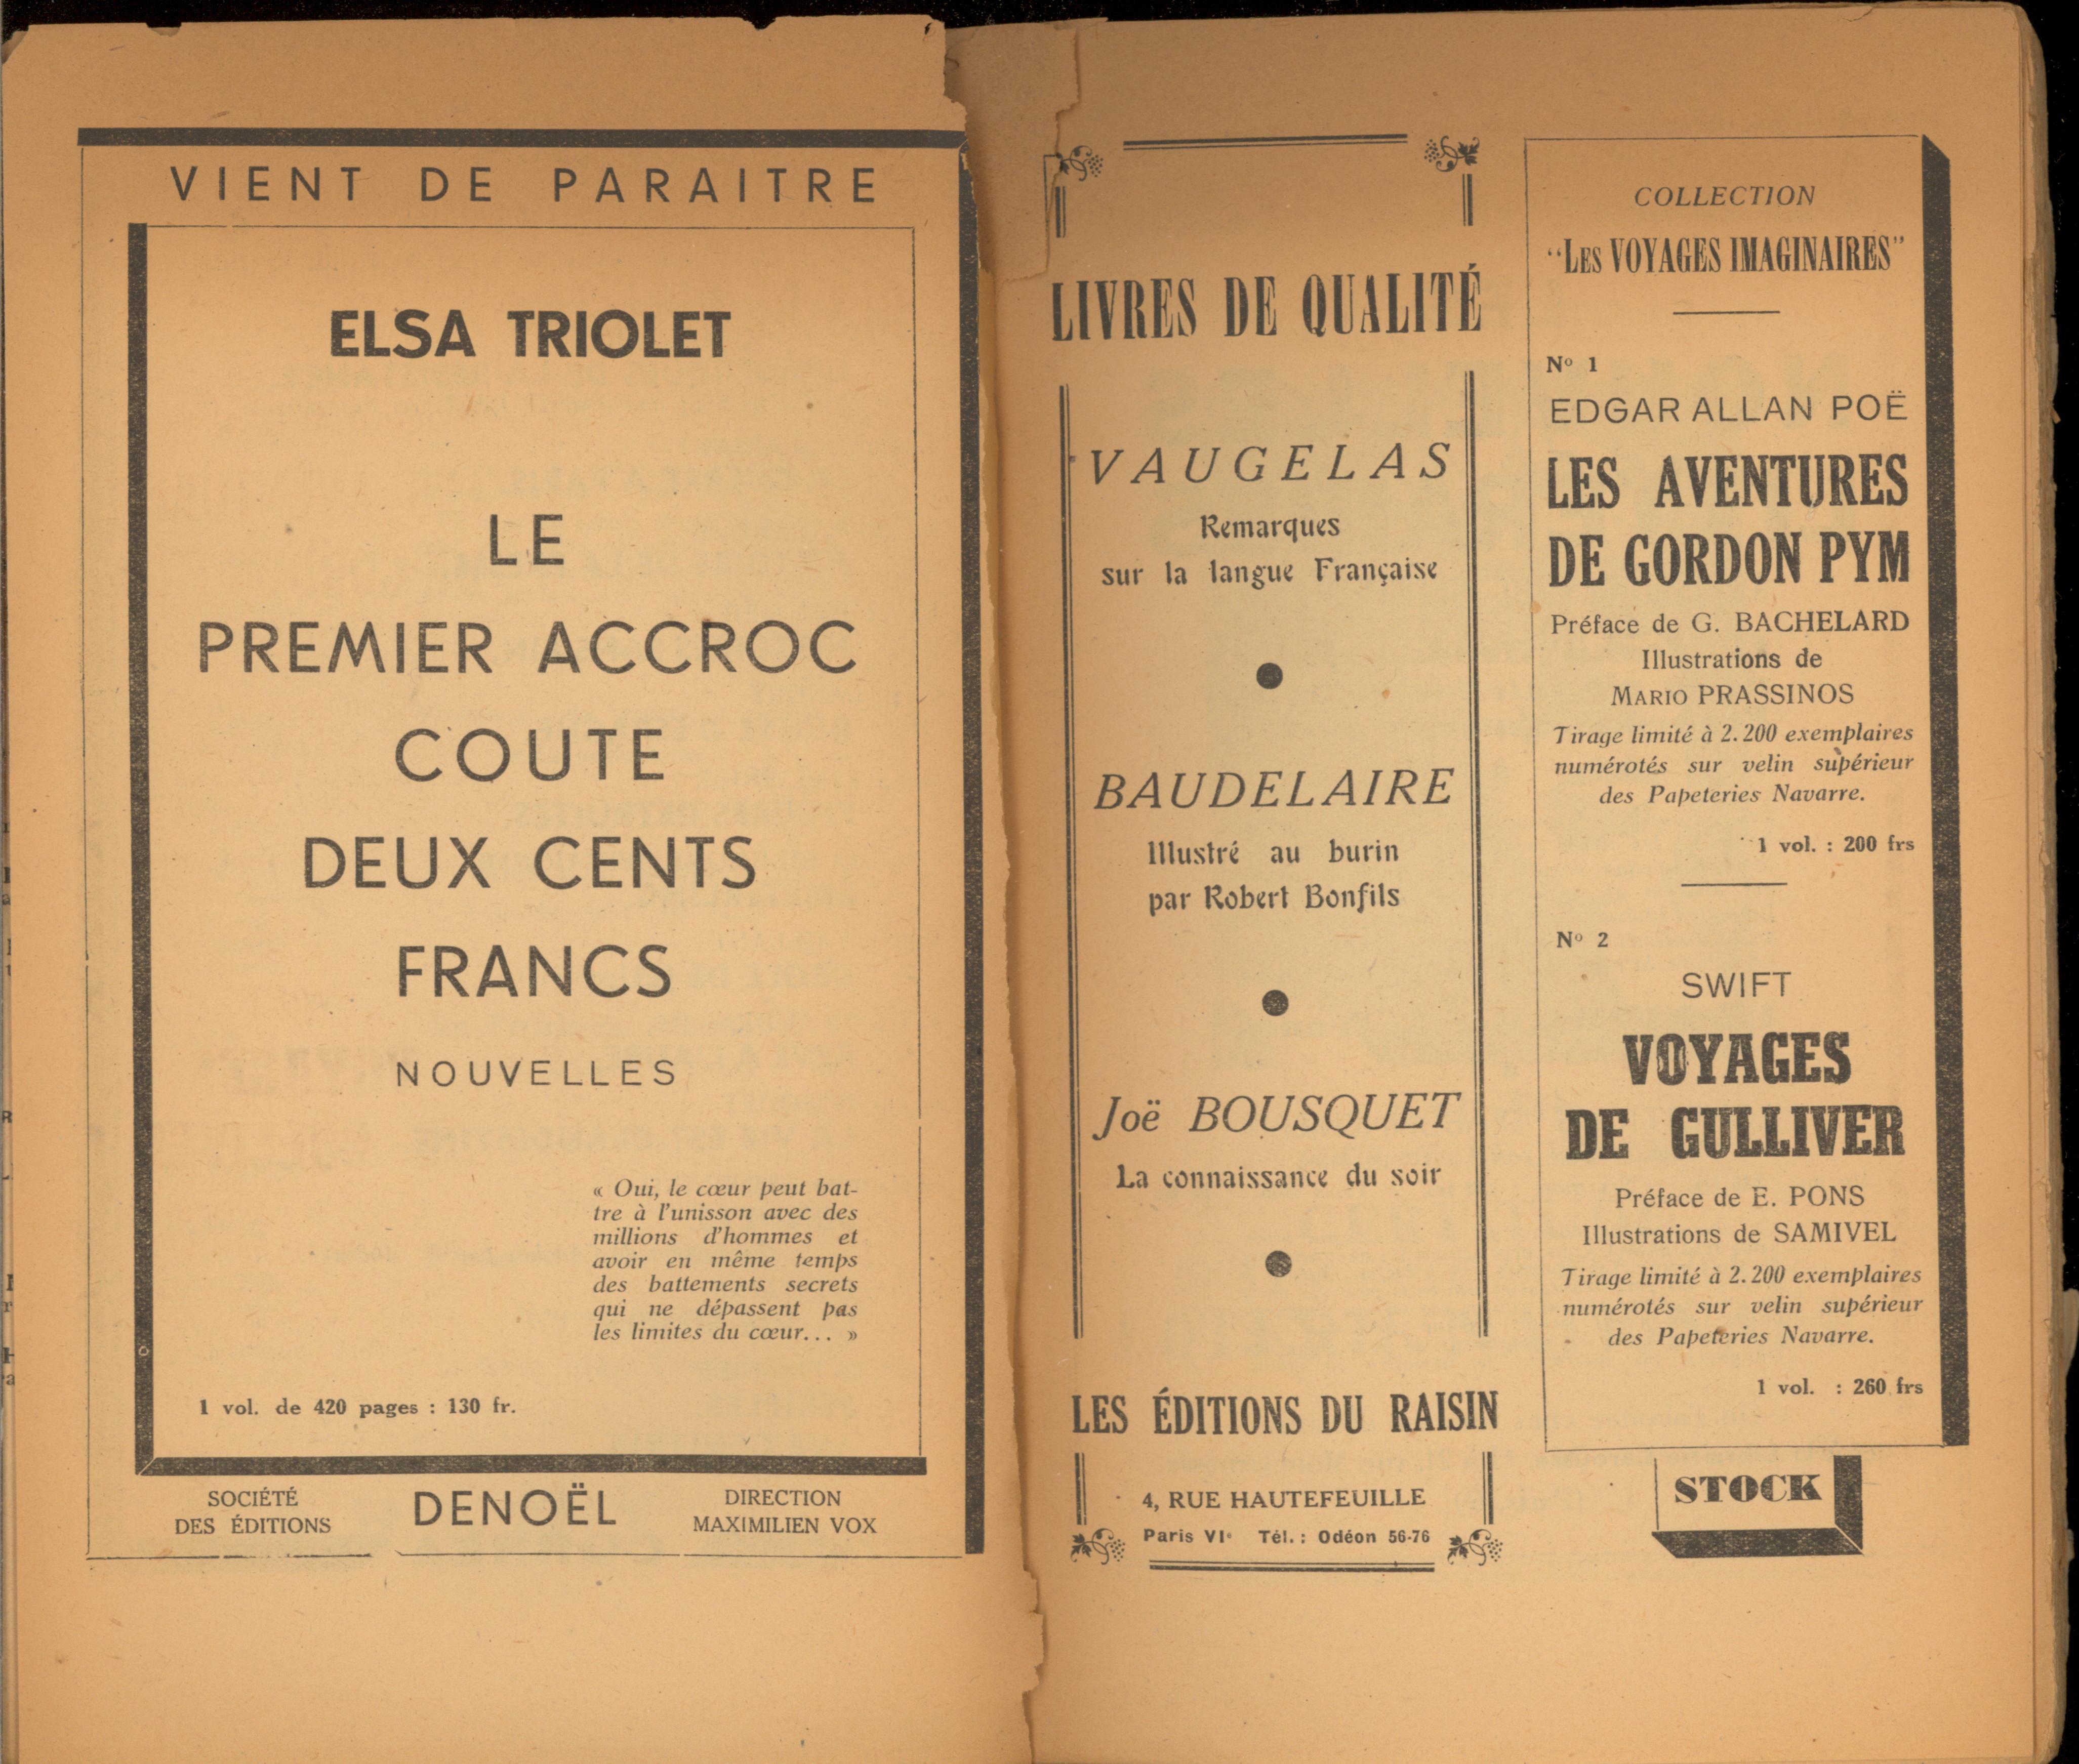 VIENT DE PARAITRE
ELSA TRIOLET
LE
PREMIER ACCROC
COUTE
DEUX CENTS
FRANCS
NOUVELLES
« Oui, le cœur peut bat-
tre à l'unisson avec des
millions d'hommes et
avoir en même temps
des battements secrets
qui ne dépassent pas
les limites du cœur... »
1 vol. de 420 pages : 130 fr.
SOCIÉTÉ
DES ÉDITIONS
DENOËL
DIRECTION
MAXIMILIEN VOX
LIVRES DE QUALITÉ
VAUGELAS
Remarques
sur la langue Française
BAUDELAIRE
Illustré au burin
par Robert Bonfils
Joë BOUSQUET
La connaissance du soir
LES ÉDITIONS DU RAISIN
4, RUE HAUTEFEUILLE
Paris VIe Tél. : Odéon 56-76
COLLECTION
“LES VOYAGES IMAGINAIRES”
No 1
EDGAR ALLAN POË
LES AVENTURES
DE GORDON PYM
Préface de G. BACHELARD
Illustrations de
MARIO PRASSINOS
Tirage limité à 2.200 exemplaires
numérotés sur velin supérieur
des Papeteries Navarre.
1 vol. : 200 frs
No 2
SWIFT
VOYAGES
DE GULLIVER
Préface de E. PONS
Illustrations de SAMIVEL
Tirage limité à 2.200 exemplaires
numérotés sur velin supérieur
des Papeteries Navarre.
1 vol. : 260 frs
STOCK